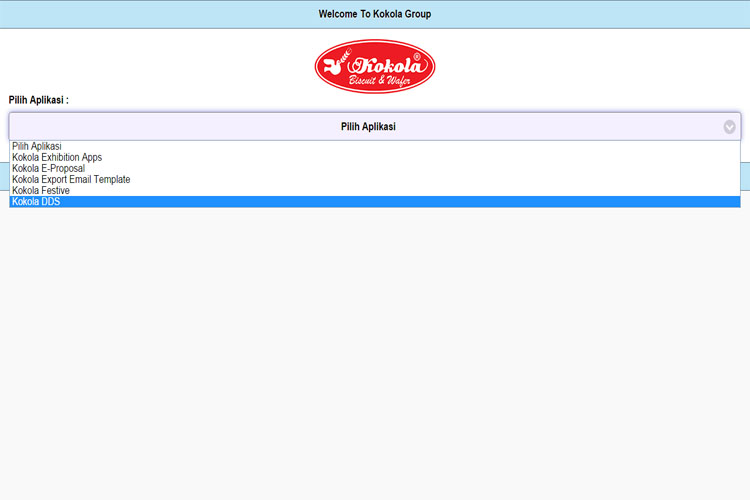 Welcome To Kokola Group
Kokola®
Biscuit & Wafer
Pilih Aplikasi :
Pilih Aplikasi
Pilih Aplikasi
Kokola Exhibition Apps
Kokola E-Proposal
Kokola Export Email Template
Kokola Festive
Kokola DDS